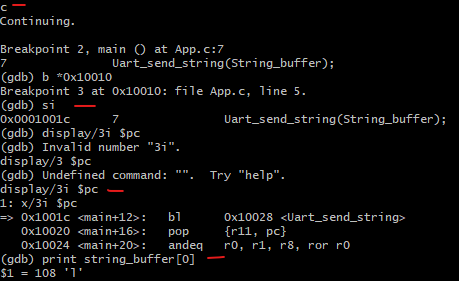 c
Continuing.
Breakpoint 2, main () at App.c:7
7 Uart_send_string(String_buffer);
(gdb) b *0x10010
Breakpoint 3 at 0x10010: file App.c, line 5.
(gdb) si
0x0001001c 7 Uart_send_string(String_buffer);
(gdb) display/3i $pc
(gdb) Invalid number "3i".
display/3 $pc
(gdb) Undefined command: "". Try "help".
display/3i $pc
1: x/3i $pc
=> 0x1001c <main+12>: bl 0x10028 <Uart_send_string>
0x10020 <main+16>: pop {r11, pc}
0x10024 <main+20>: andeq r0, r1, r8, ror r0
(gdb) print string_buffer[0]
$1 = 108 'l'